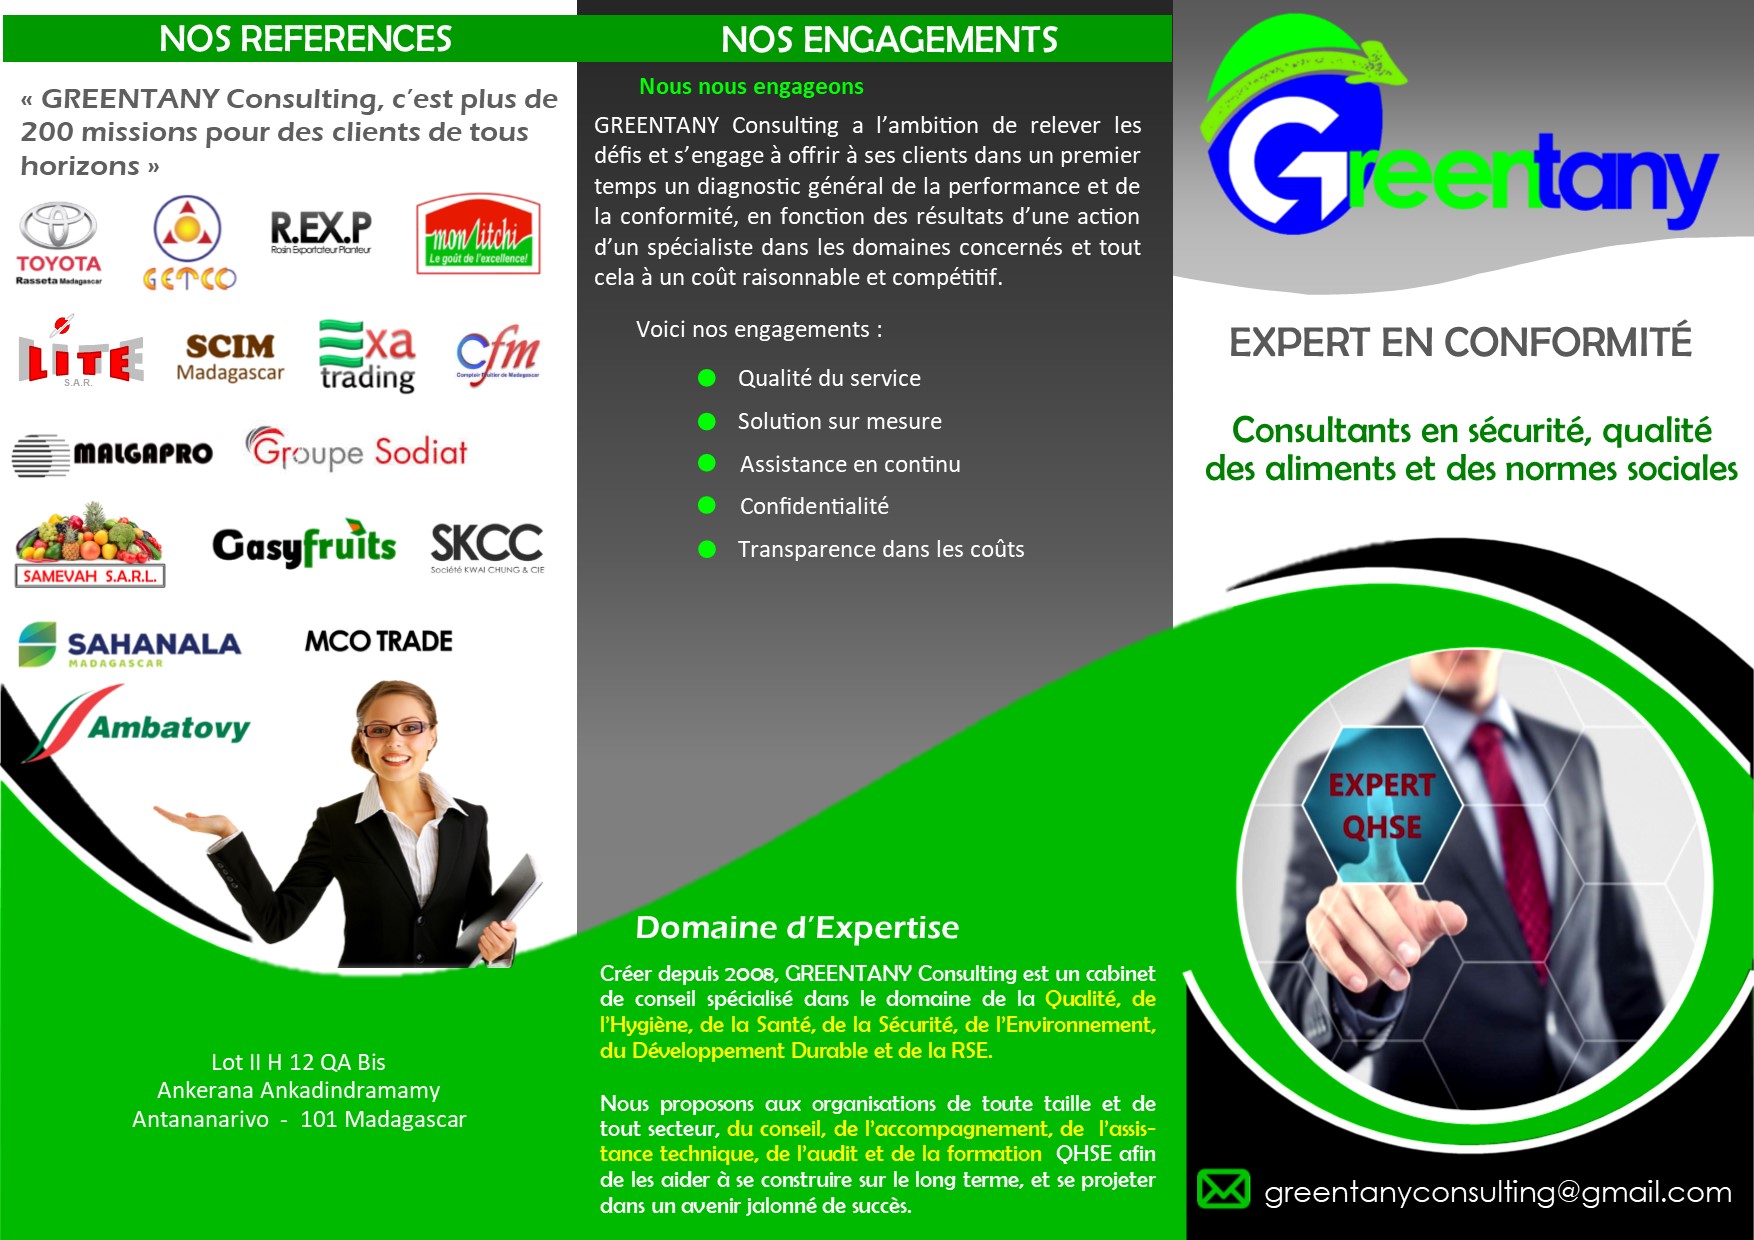 NOS REFERENCES
« GREENTANY Consulting, c’est plus de
200 missions pour des clients de tous
horizons »
TOYOTA
Rasseta Madagascar
GETCO
R.EX.P
Rosin Exportateur Planteur
mon litchi
Le goût de l'excellence!
LITE
S.A.R.
SCIM
Madagascar
Exa
trading
cfm
Comptoir Fruitier de Madagascar
MALGAPRO
Groupe Sodiat
SAMEVAH S.A.R.L.
Gasyfruits
SKCC
Société KWAI CHUNG & CIE
SAHANALA
MADAGASCAR
MCO TRADE
Ambatovy
Lot II H 12 QA Bis
Ankerana Ankadindramamy
Antananarivo - 101 Madagascar
NOS ENGAGEMENTS
Nous nous engageons
GREENTANY Consulting a l’ambition de relever les
défis et s’engage à offrir à ses clients dans un premier
temps un diagnostic général de la performance et de
la conformité, en fonction des résultats d’une action
d’un spécialiste dans les domaines concernés et tout
cela à un coût raisonnable et compétitif.
Voici nos engagements :
Qualité du service
Solution sur mesure
Assistance en continu
Confidentialité
Transparence dans les coûts
Domaine d’Expertise
Créer depuis 2008, GREENTANY Consulting est un cabinet
de conseil spécialisé dans le domaine de la Qualité, de
l’Hygiène, de la Santé, de la Sécurité, de l’Environnement,
du Développement Durable et de la RSE.
Nous proposons aux organisations de toute taille et de
tout secteur, du conseil, de l’accompagnement, de l’assis-
tance technique, de l’audit et de la formation QHSE afin
de les aider à se construire sur le long terme, et se projeter
dans un avenir jalonné de succès.
Greentany
EXPERT EN CONFORMITÉ
Consultants en sécurité, qualité
des aliments et des normes sociales
EXPERT
QHSE
greentanyconsulting@gmail.com